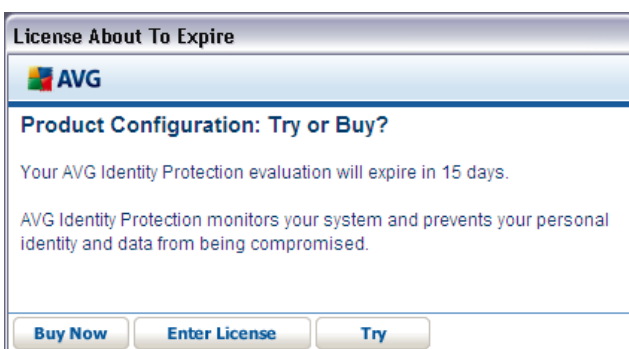 License About To Expire
AVG
Product Configuration: Try or Buy?
Your AVG Identity Protection evaluation will expire in 15 days.
AVG Identity Protection monitors your system and prevents your personal
identity and data from being compromised.
Buy Now Enter License Try